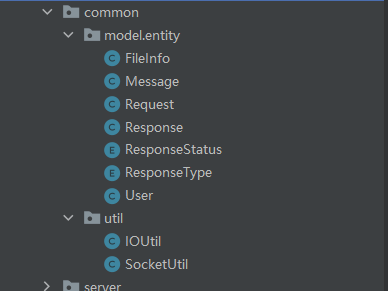 common
model.entity
C FileInfo
C Message
C Request
C Response
E ResponseStatus
E ResponseType
C User
util
C IOUtil
C SocketUtil
server